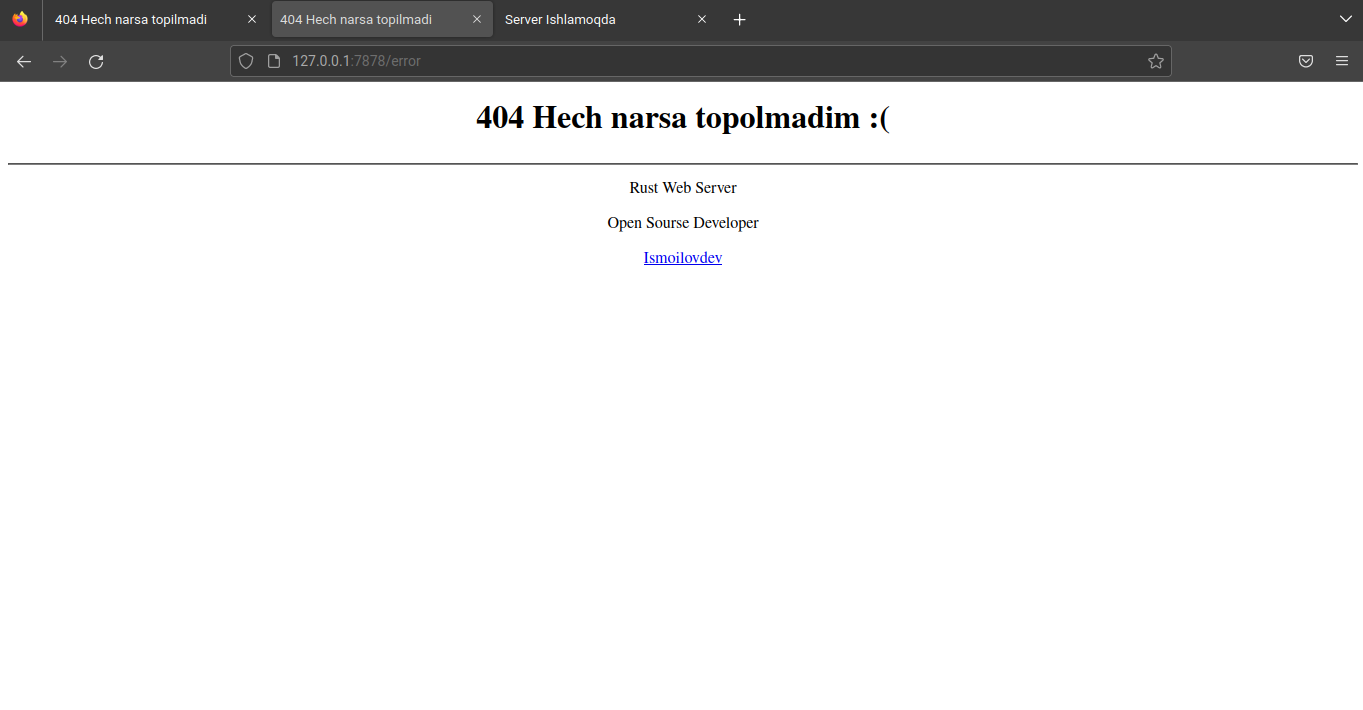 404 Hech narsa topilmadi
404 Hech narsa topilmadi
Server Ishlamoqda
127.0.0.1:7878/error
404 Hech narsa topolmadim :(
Rust Web Server
Open Sourse Developer
Ismoilovdev